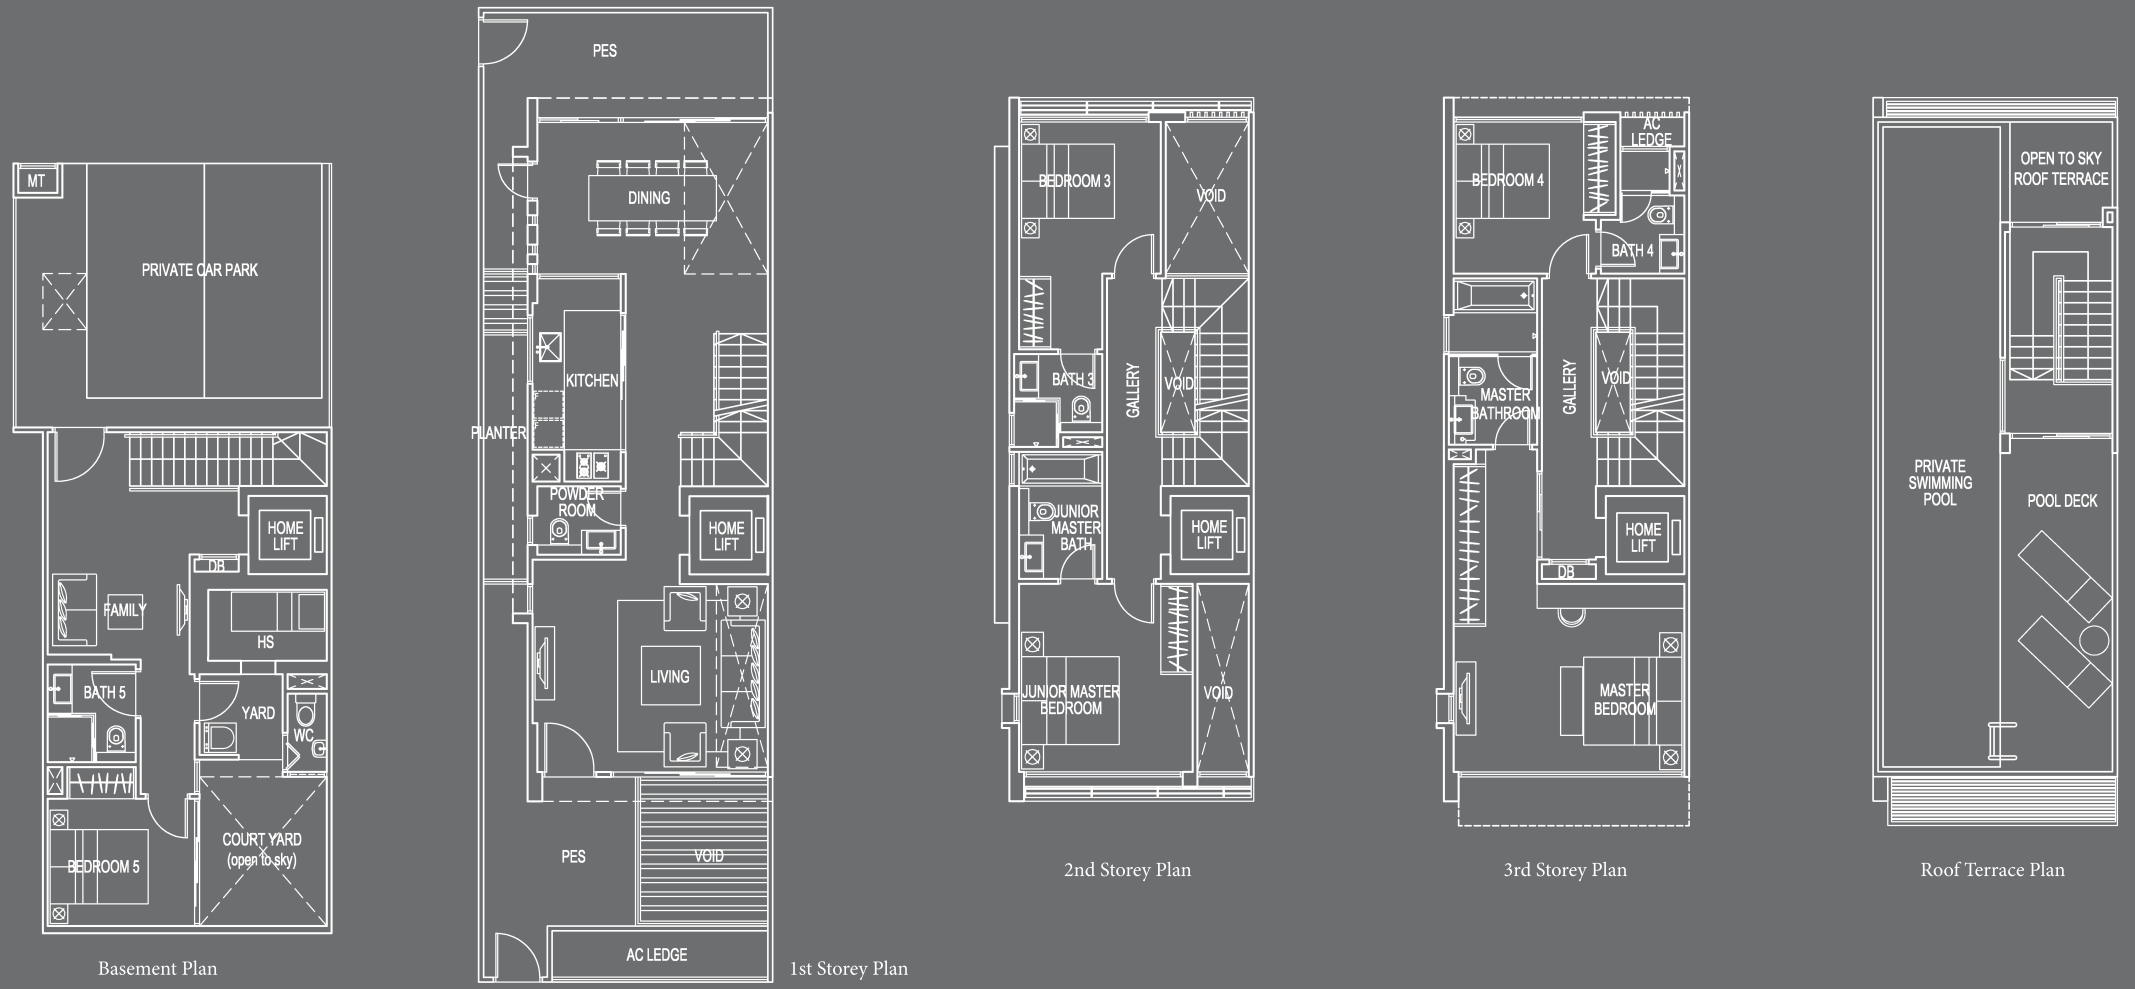 MT
PRIVATE CAR PARK
HOME
LIFT
DB
FAMILY
HS
BATH 5
YARD
WC
COURT YARD
(open to sky)
BEDROOM 5
Basement Plan
PES
DINING
KITCHEN
F
F
PLANTER
POWDER
ROOM
HOME
LIFT
LIVING
PES
VOID
AC LEDGE
1st Storey Plan
BEDROOM 3
VOID
BATH 3
GALLERY
VOID
JUNIOR
MASTER
BATH
HOME
LIFT
JUNIOR MASTER
BEDROOM
VOID
2nd Storey Plan
AC
LEDGE
BEDROOM 4
BATH 4
MASTER
BATHROOM
GALLERY
VOID
HOME
LIFT
DB
MASTER
BEDROOM
3rd Storey Plan
OPEN TO SKY
ROOF TERRACE
PRIVATE
SWIMMING
POOL
POOL DECK
Roof Terrace Plan